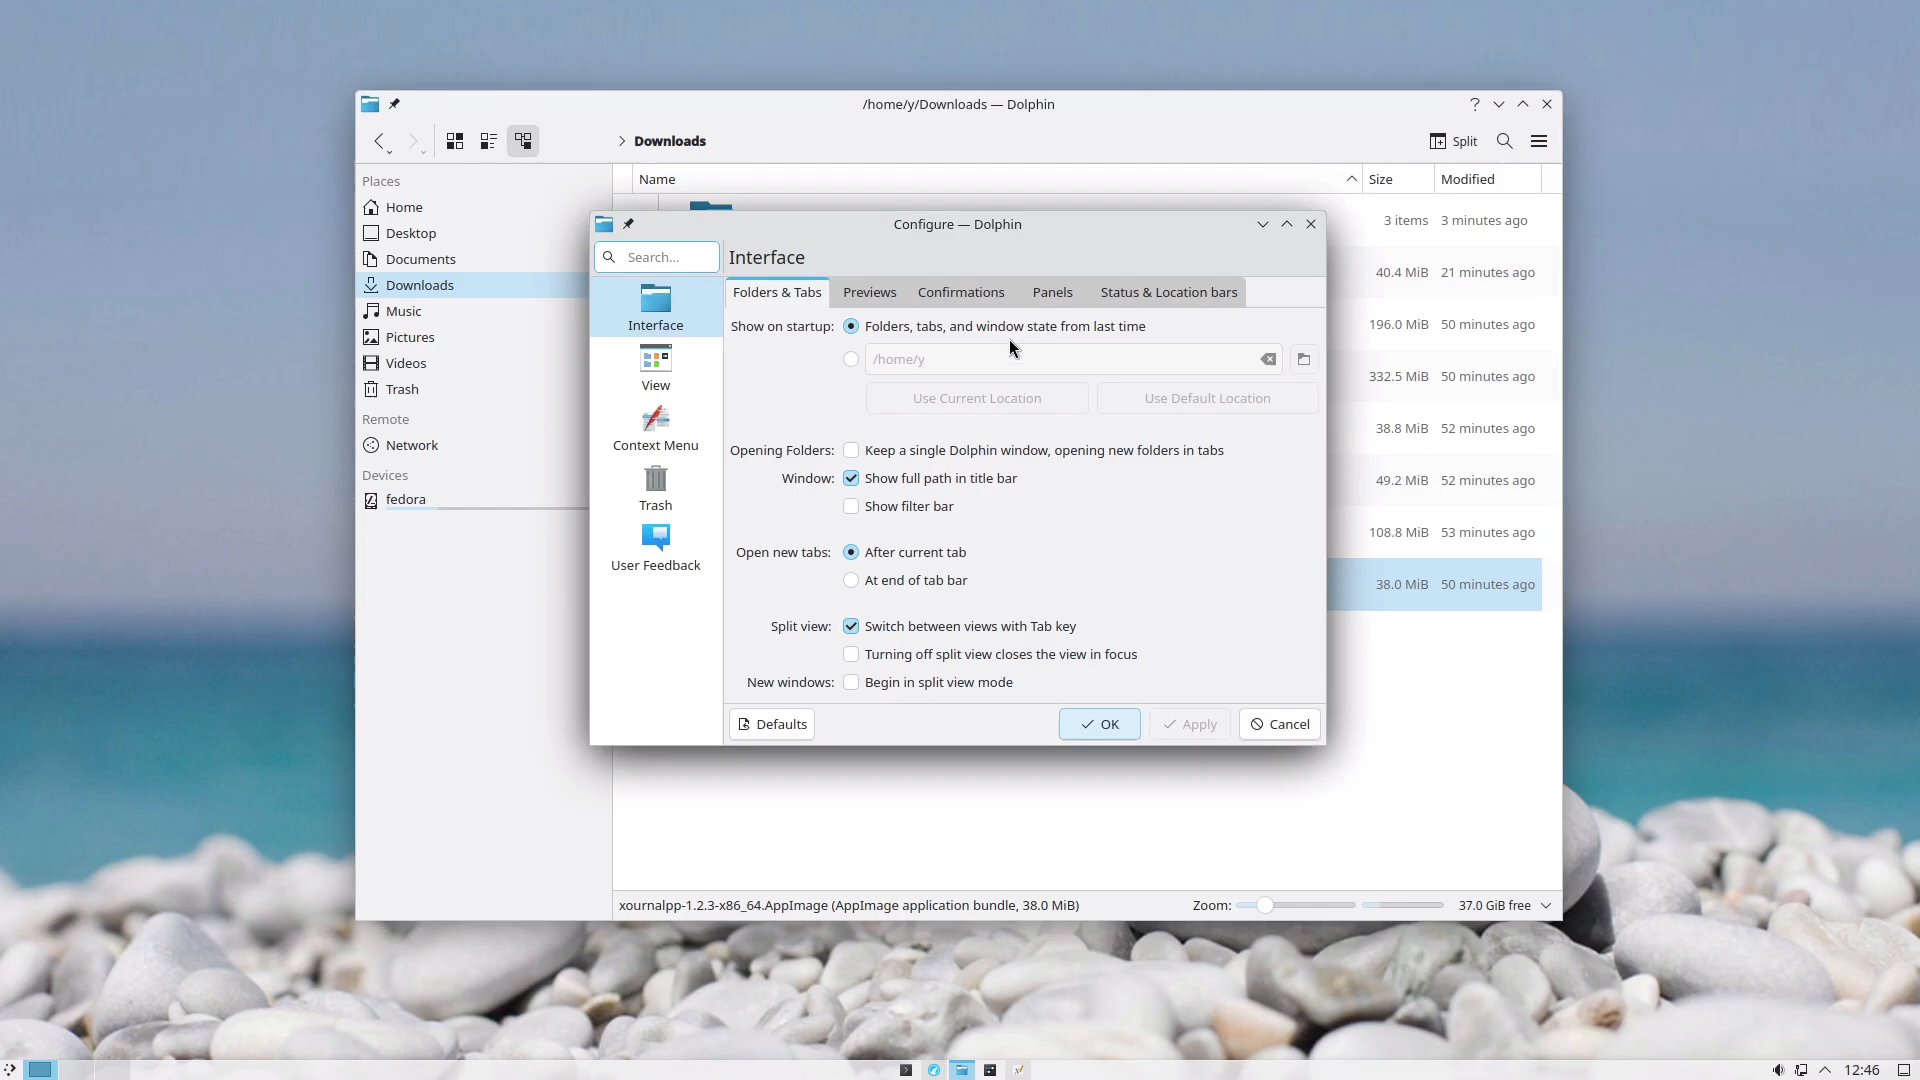 /home/y/Downloads — Dolphin
Downloads
Split
Places
Home
Desktop
Documents
Downloads
Music
Pictures
Videos
Trash
Remote
Network
Devices
fedora
Name Size Modified
3 items 3 minutes ago
40.4 MiB 21 minutes ago
196.0 MiB 50 minutes ago
332.5 MiB 50 minutes ago
38.8 MiB 52 minutes ago
49.2 MiB 52 minutes ago
108.8 MiB 53 minutes ago
38.0 MiB 50 minutes ago
Configure — Dolphin
Search...
Interface
View
Context Menu
Trash
User Feedback
Interface
Folders & Tabs Previews Confirmations Panels Status & Location bars
Show on startup: Folders, tabs, and window state from last time
/home/y
Use Current Location Use Default Location
Opening Folders: Keep a single Dolphin window, opening new folders in tabs
Window: Show full path in title bar
Show filter bar
Open new tabs: After current tab
At end of tab bar
Split view: Switch between views with Tab key
Turning off split view closes the view in focus
New windows: Begin in split view mode
Defaults OK Apply Cancel
xournalpp-1.2.3-x86_64.AppImage (AppImage application bundle, 38.0 MiB) Zoom: 37.0 GiB free
12:46